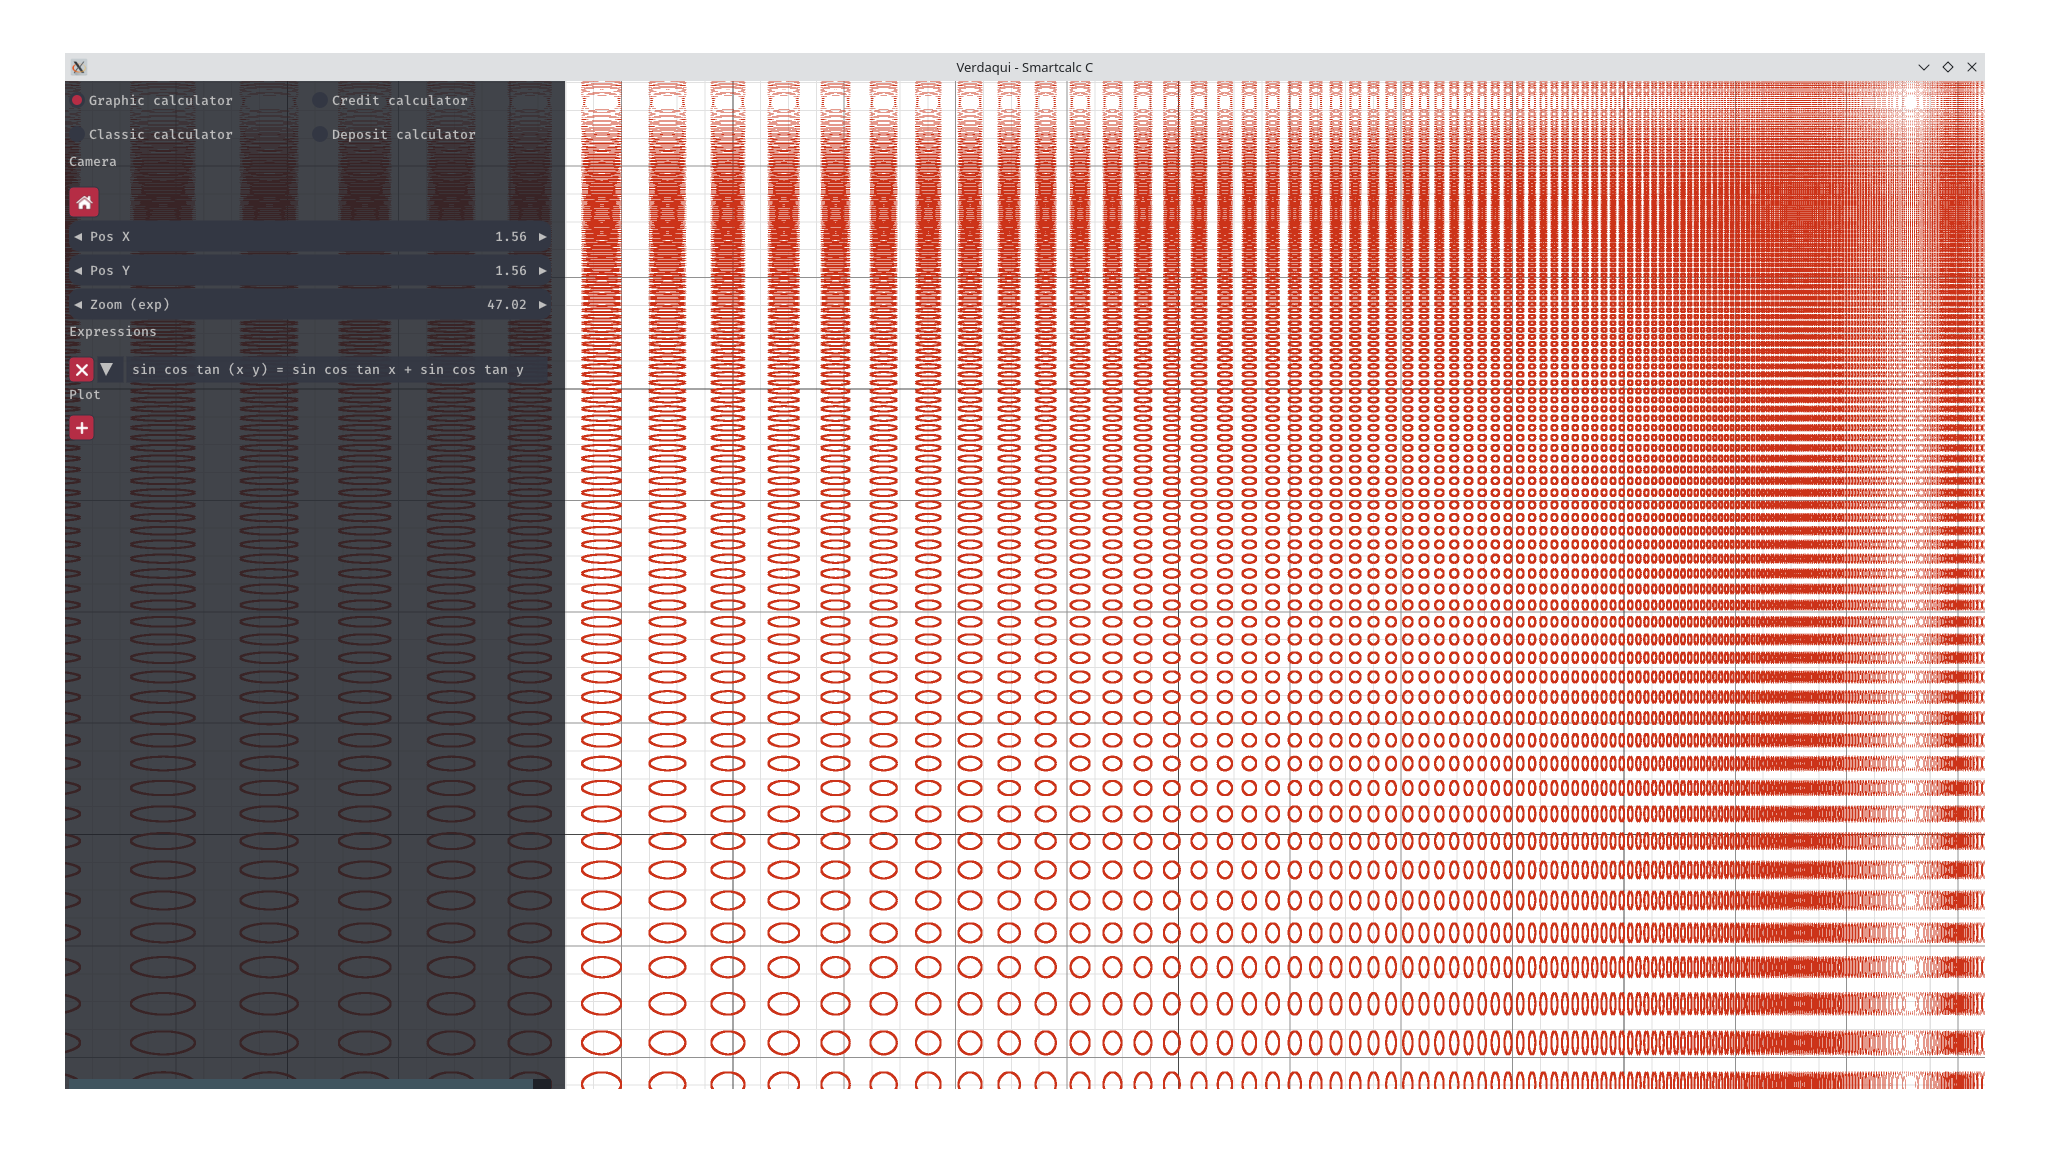 Verdaqui - Smartcalc C
Graphic calculator Credit calculator
Classic calculator Deposit calculator
Camera
Pos X 1.56
Pos Y 1.56
Zoom (exp) 47.02
Expressions
sin cos tan (x y) = sin cos tan x + sin cos tan y
Plot